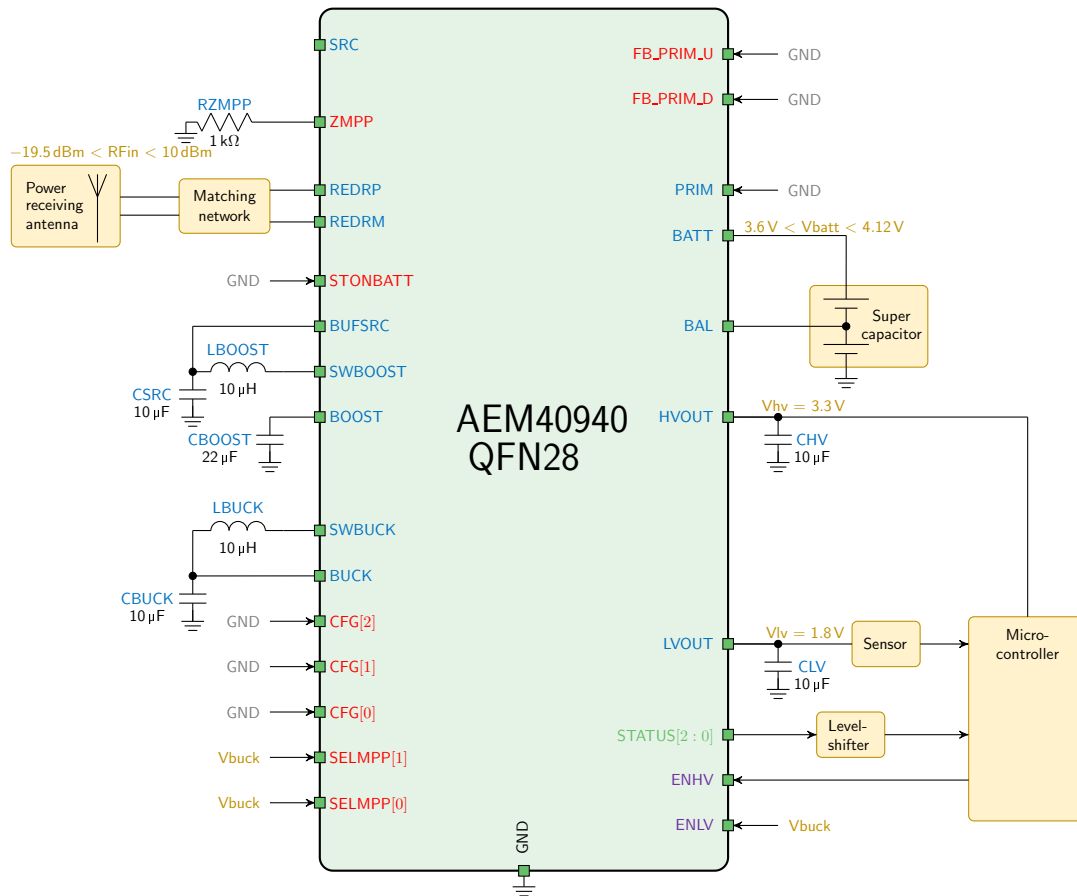 SRC
FB_PRIM_U
GND
FB_PRIM_D
GND
RZMPP
ZMPP
1 kΩ
−19.5 dBm < RFin < 10 dBm
Power
receiving
antenna
Matching
network
REDRP
REDRM
PRIM
GND
BATT
3.6 V < Vbatt < 4.12 V
GND
STONBATT
BUFSRC
BAL
Super
capacitor
LBOOST
10 µH
SWBOOST
CSRC
10 µF
BOOST
CBOOST
22 µF
AEM40940
QFN28
HVOUT
Vhv = 3.3 V
CHV
10 µF
LBUCK
10 µH
SWBUCK
BUCK
CBUCK
10 µF
GND
CFG[2]
GND
CFG[1]
GND
CFG[0]
Vbuck
SELMPP[1]
Vbuck
SELMPP[0]
LVOUT
Vlv = 1.8 V
Sensor
CLV
10 µF
Micro-
controller
STATUS[2 : 0]
Level-
shifter
ENHV
ENLV
Vbuck
GND